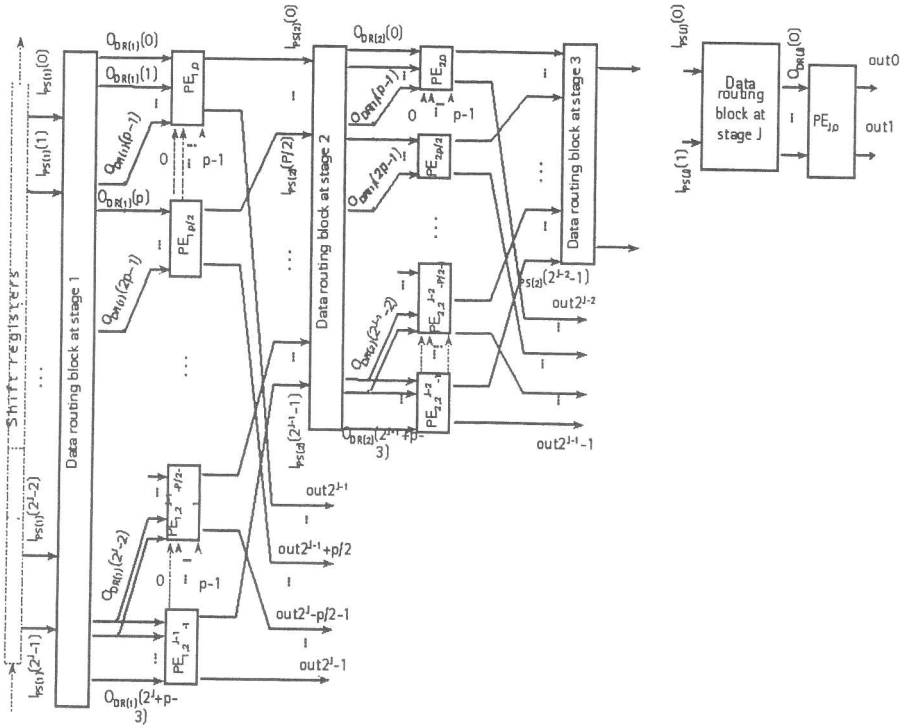 Shift registers
I_PS(1)(0)
I_PS(1)(1)
...
I_PS(1)(2^J-2)
I_PS(1)(2^J-1)
Data routing block at stage 1
O_DR(1)(0)
O_DR(1)(1)
O_DR(1)(p-1)
O_DR(1)(p)
O_DR(1)(2p-1)
...
O_DR(1)(2^J-2)
O_DR(1)(2^J+p-
3)
PE_1,0
0 p-1
PE_1,p/2
0 p-1
I_PS(2)(0)
I_PS(2)(P/2)
...
I_PS(2)(2^J-1-1)
out2^J-1
out2^J-1+p/2
out2^J-p/2-1
out2^J-1
Data routing block at stage 2
O_DR(2)(0)
O_DR(1)(p-1)
O_DR(1)(2p-1)
...
O_DR(2)(2^J-1-2)
O_DR(2)(2^J-1+p-
3)
PE_2,0
0 p-1
PE_2,p/2
...
Data routing block at stage 3
PS(2)(2^J-2-1)
out2^J-2
out2^J-1-1
I_PS(J)(0)
I_PS(J)(1)
Data
routing
block at
stage J
O_DR(J)(0)
PE_J,0
out0
out1